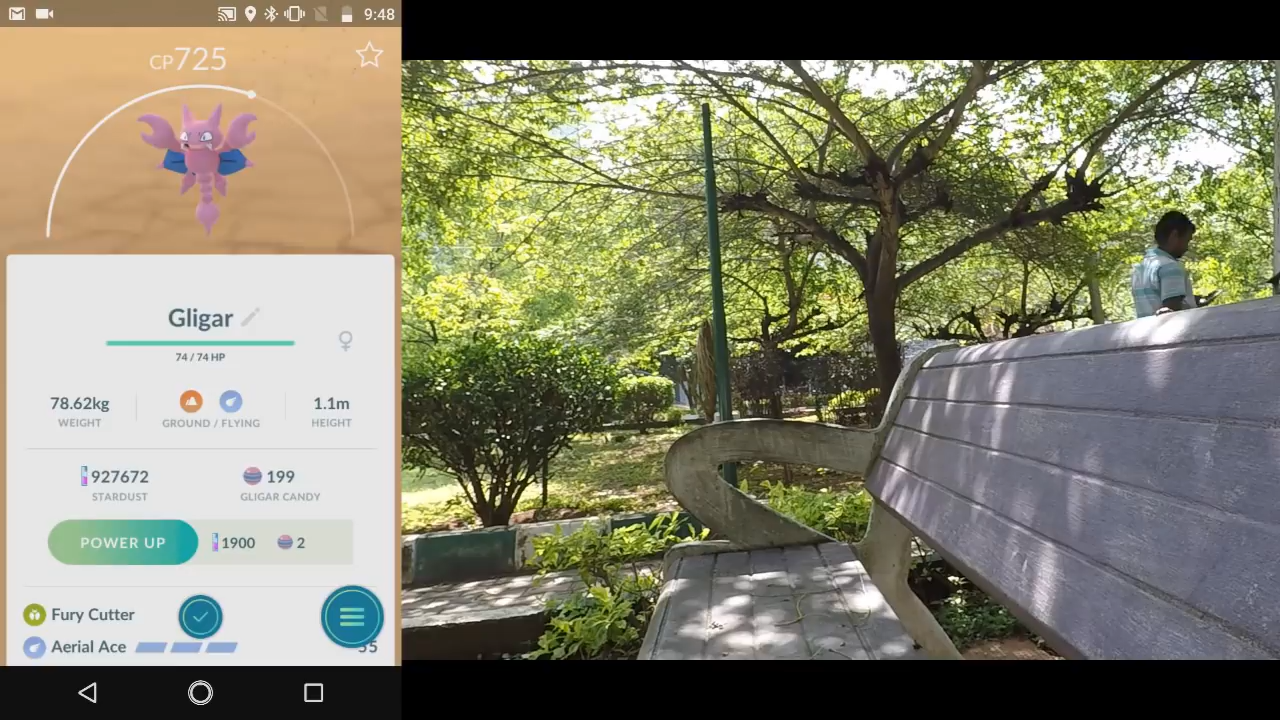 9:48
CP725
Gligar
74 / 74 HP
78.62kg
WEIGHT
GROUND / FLYING
1.1m
HEIGHT
927672
STARDUST
199
GLIGAR CANDY
POWER UP
1900
2
Fury Cutter
Aerial Ace
55